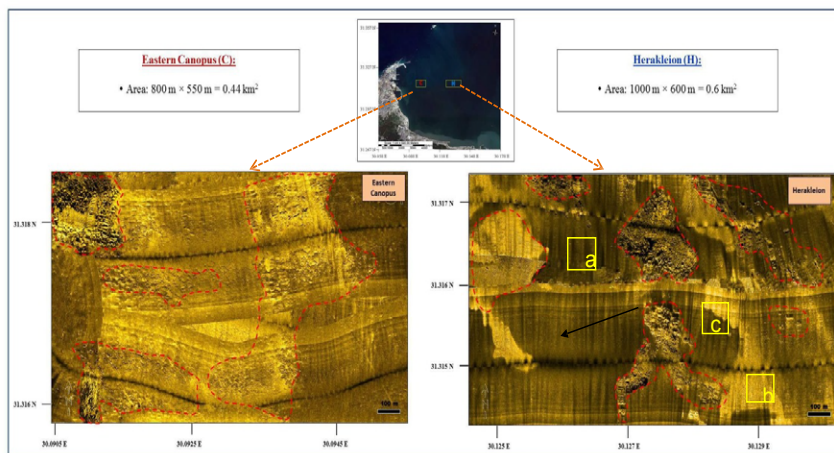 Eastern Canopus (C):
• Area: 800 m × 550 m = 0.44 km²
Herakleion (H):
• Area: 1000 m × 600 m = 0.6 km²
Eastern
Canopus
Herakleion
31.318 N
31.316 N
30.0905 E
30.0925 E
30.0945 E
100 m
31.317 N
31.316 N
31.315 N
30.125 E
30.127 E
30.129 E
100 m
a
c
b